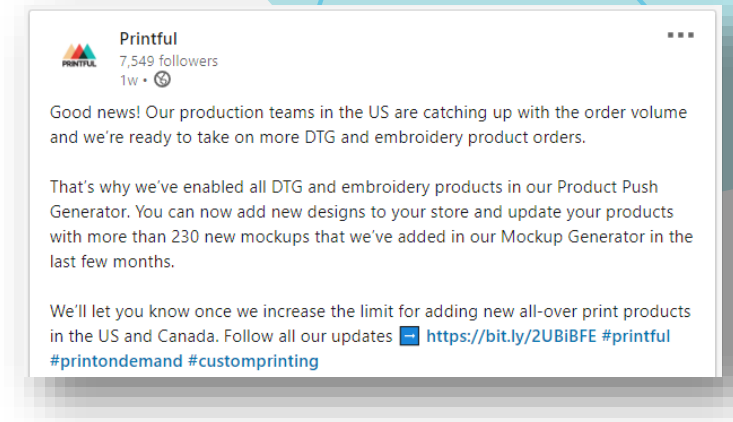 Printful
PRINTFUL
7,549 followers
1w •
Good news! Our production teams in the US are catching up with the order volume
and we're ready to take on more DTG and embroidery product orders.
That's why we've enabled all DTG and embroidery products in our Product Push
Generator. You can now add new designs to your store and update your products
with more than 230 new mockups that we've added in our Mockup Generator in the
last few months.
We'll let you know once we increase the limit for adding new all-over print products
in the US and Canada. Follow all our updates ➡ https://bit.ly/2UBiBFE #printful
#printondemand #customprinting